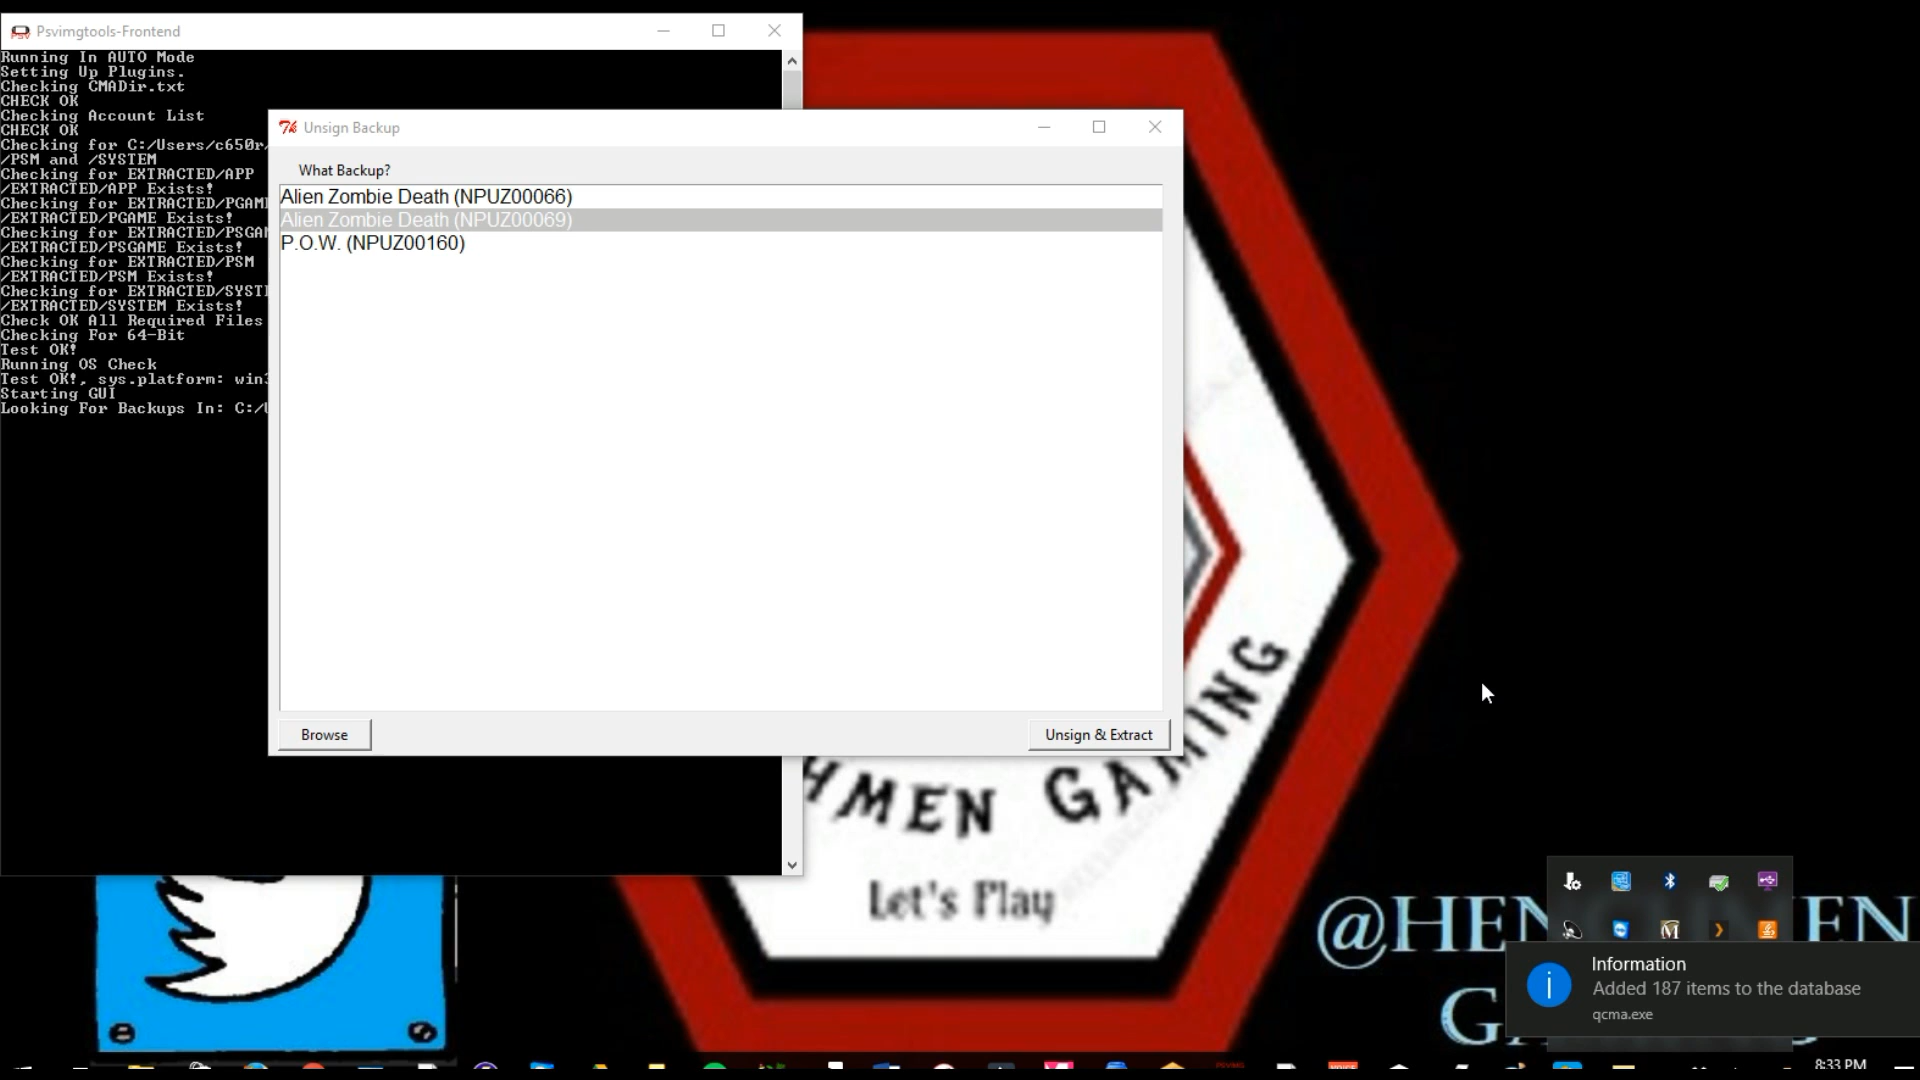 Psvimgtools-Frontend
Running In AUTO Mode
Setting Up Plugins.
Checking CMADir.txt
CHECK OK
Checking Account List
CHECK OK
Checking for C:/Users/c650r/
/PSM and /SYSTEM
Checking for EXTRACTED/APP
/EXTRACTED/APP Exists!
Checking for EXTRACTED/PGAME
/EXTRACTED/PGAME Exists!
Checking for EXTRACTED/PSGAM
/EXTRACTED/PSGAME Exists!
Checking for EXTRACTED/PSM
/EXTRACTED/PSM Exists!
Checking for EXTRACTED/SYSTE
/EXTRACTED/SYSTEM Exists!
Check OK All Required Files
Checking For 64-Bit
Test OK!
Running OS Check
Test OK!, sys.platform: win3
Starting GUI
Looking For Backups In: C:/U
Unsign Backup
What Backup?
Alien Zombie Death (NPUZ00066)
Alien Zombie Death (NPUZ00069)
P.O.W. (NPUZ00160)
Browse
Unsign & Extract
HMEN GAMING
Let's Play
@HEN
EN
G
Information
Added 187 items to the database
qcma.exe
8:33 PM